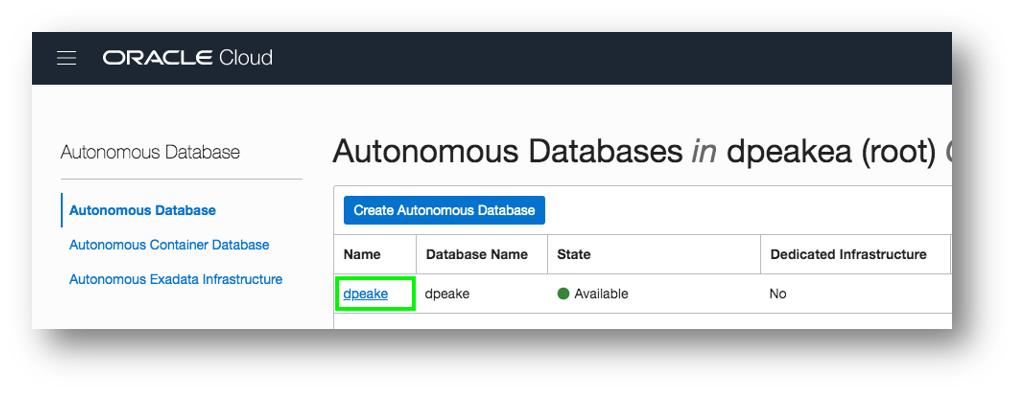 ORACLE Cloud
Autonomous Database
Autonomous Database
Autonomous Container Database
Autonomous Exadata Infrastructure
Autonomous Databases in dpeakea (root)
Create Autonomous Database
Name Database Name State Dedicated Infrastructure
dpeake dpeake Available No